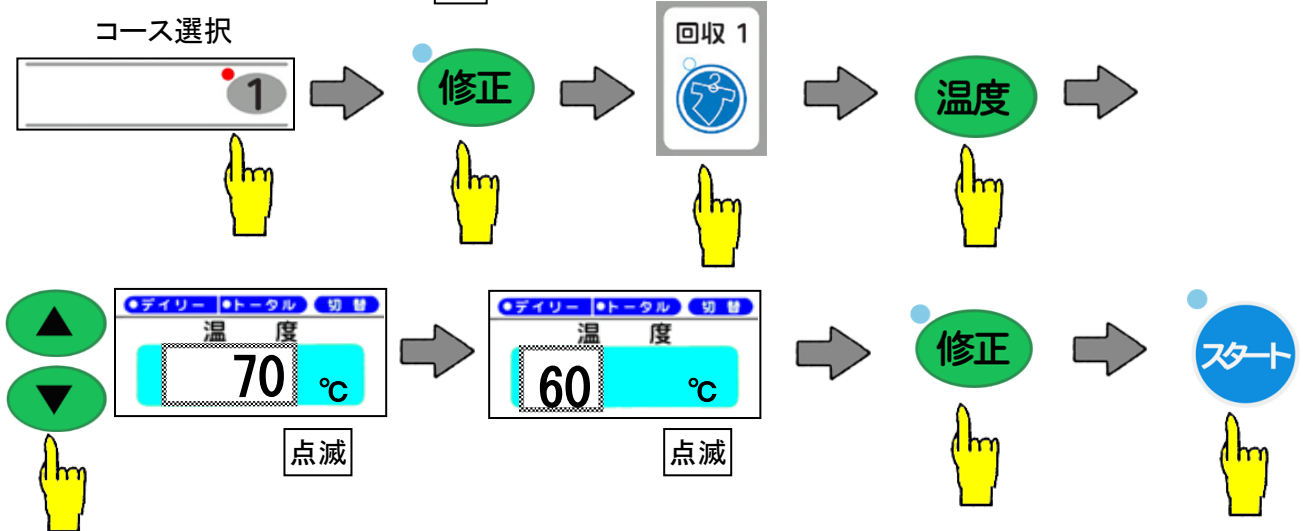 コース選択
1
修正
回収 1
温度
▲
▼
デイリー トータル 切替
温度
70 ℃
点滅
デイリー トータル 切替
温度
60 ℃
点滅
修正
スタート